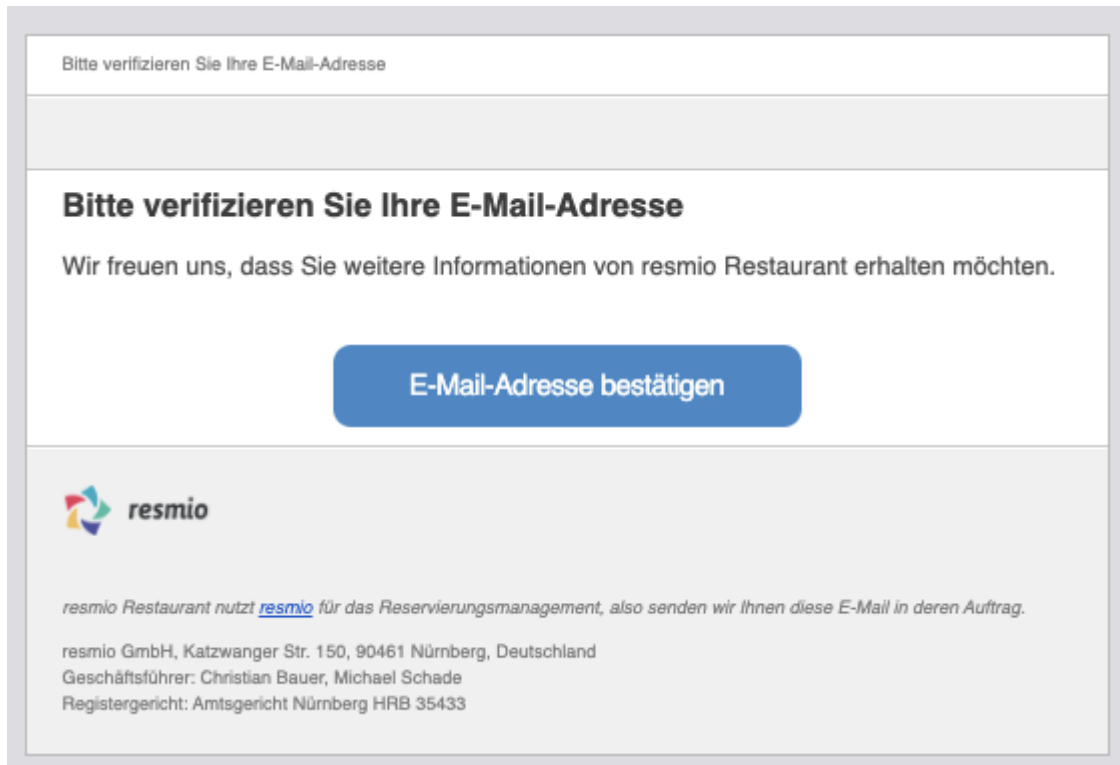 Bitte verifizieren Sie Ihre E-Mail-Adresse
Bitte verifizieren Sie Ihre E-Mail-Adresse
Wir freuen uns, dass Sie weitere Informationen von resmio Restaurant erhalten möchten.
E-Mail-Adresse bestätigen
resmio
resmio Restaurant nutzt resmio für das Reservierungsmanagement, also senden wir Ihnen diese E-Mail in deren Auftrag.
resmio GmbH, Katzwanger Str. 150, 90461 Nürnberg, Deutschland
Geschäftsführer: Christian Bauer, Michael Schade
Registergericht: Amtsgericht Nürnberg HRB 35433